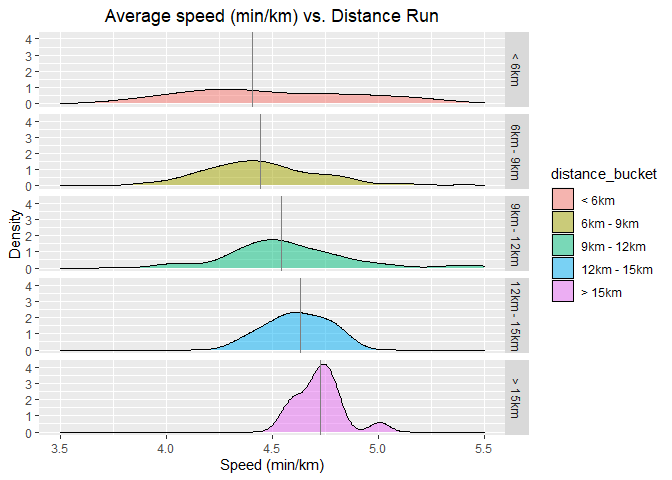 Average speed (min/km) vs. Distance Run
4
3
2
1
0
< 6km
4
3
2
1
0
6km - 9km
4
3
2
1
0
9km - 12km
4
3
2
1
0
12km - 15km
4
3
2
1
0
> 15km
Density
3.5
4.0
4.5
5.0
5.5
Speed (min/km)
distance_bucket
< 6km
6km - 9km
9km - 12km
12km - 15km
> 15km